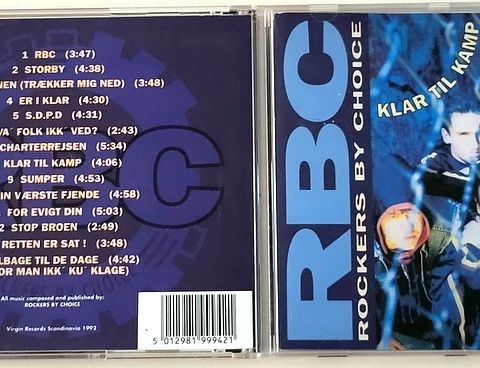 1 RBC (3:47)
2 STORBY (4:38)
NEN (TRÆKKER MIG NED) (3:48)
4 ER I KLAR (4:30)
5 S.D.P.D (4:31)
VA´ FOLK IKK´ VED? (2:43)
CHARTERREJSEN (5:34)
KLAR TIL KAMP (4:06)
9 SUMPER (4:53)
IN VÆRSTE FJENDE (4:58)
FOR EVIGT DIN (5:03)
2 STOP BROEN (2:49)
RETTEN ER SAT ! (3:48)
LBAGE TIL DE DAGE (4:42)
OR MAN IKK´ KU´ KLAGE)
All music composed and published by:
ROCKERS BY CHOICE
Virgin Records Scandinavia 1992
5 012981 999421
RBC
ROCKERS BY CHOICE
KLAR TIL KAMP